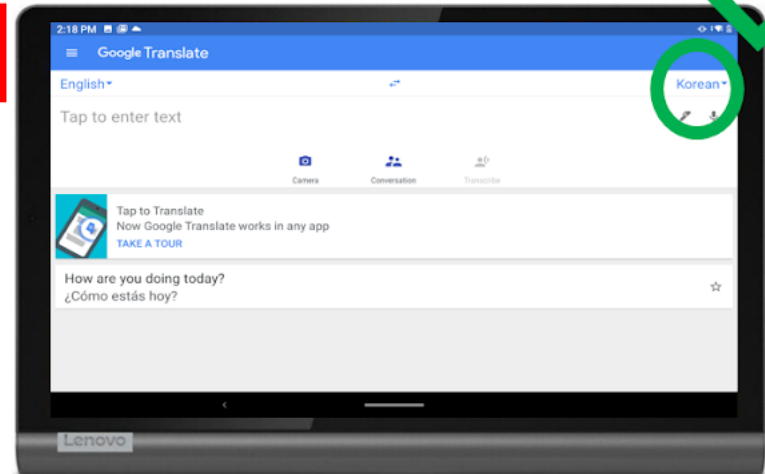 2:18 PM
Google Translate
English
Korean
Tap to enter text
Camera
Conversation
Transcribe
Tap to Translate
Now Google Translate works in any app
TAKE A TOUR
How are you doing today?
¿Cómo estás hoy?
Lenovo